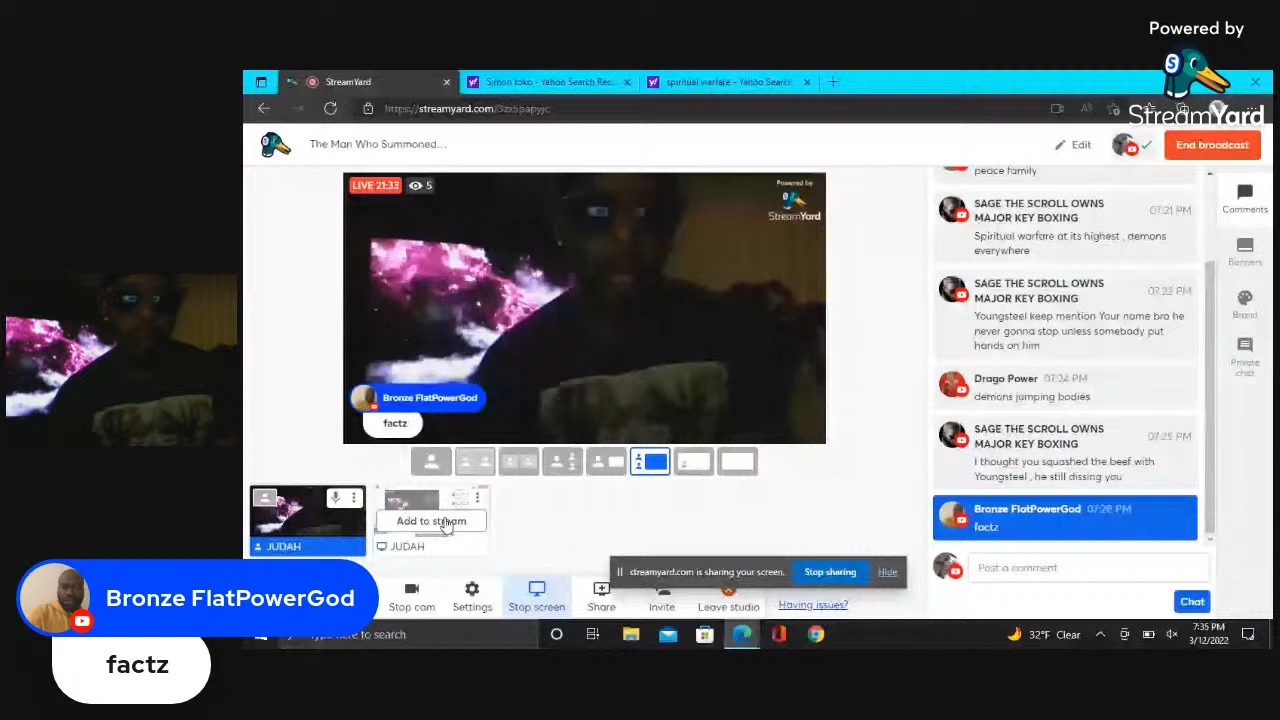 Powered by
StreamYard
StreamYard
Simon toko - Yahoo Search Res
spiritual warfare - Yahoo Search
https://streamyard.com
The Man Who Summoned...
Edit
End broadcast
LIVE 21:33
5
Powered by
StreamYard
Bronze FlatPowerGod
factz
peace family
SAGE THE SCROLL OWNS
MAJOR KEY BOXING
07:21 PM
Spiritual warfare at its highest , demons
everywhere
SAGE THE SCROLL OWNS
MAJOR KEY BOXING
07:22 PM
Youngsteel keep mention Your name bro he
never gonna stop unless somebody put
hands on him
Drago Power 07:24 PM
demons jumping bodies
SAGE THE SCROLL OWNS
MAJOR KEY BOXING
07:25 PM
I thought you squashed the beef with
Youngsteel , he still dissing you
Bronze FlatPowerGod 07:28 PM
factz
Comments
Banners
Brand
Private
chat
Add to stream
JUDAH
JUDAH
streamyard.com is sharing your screen.
Stop sharing
Hide
Post a comment
Chat
Stop cam
Settings
Stop screen
Share
Invite
Leave studio
Having issues?
Type here to search
32°F Clear
7:35 PM
3/12/2022
Bronze FlatPowerGod
factz